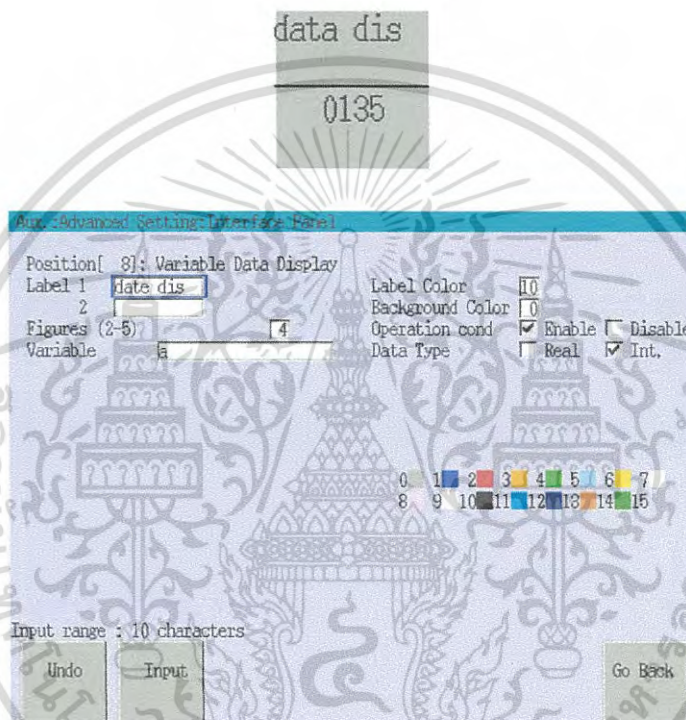 data dis
0135
Aux. :Advanced Setting:Interface Panel
Position[ 8]: Variable Data Display
Label 1 date dis Label Color 10
2 Background Color 0
Figures (2-5) 4 Operation cond Enable Disable
Variable a Data Type Real Int.
0 1 2 3 4 5 6 7
8 9 10 11 12 13 14 15
Input range : 10 characters
Undo Input Go Back